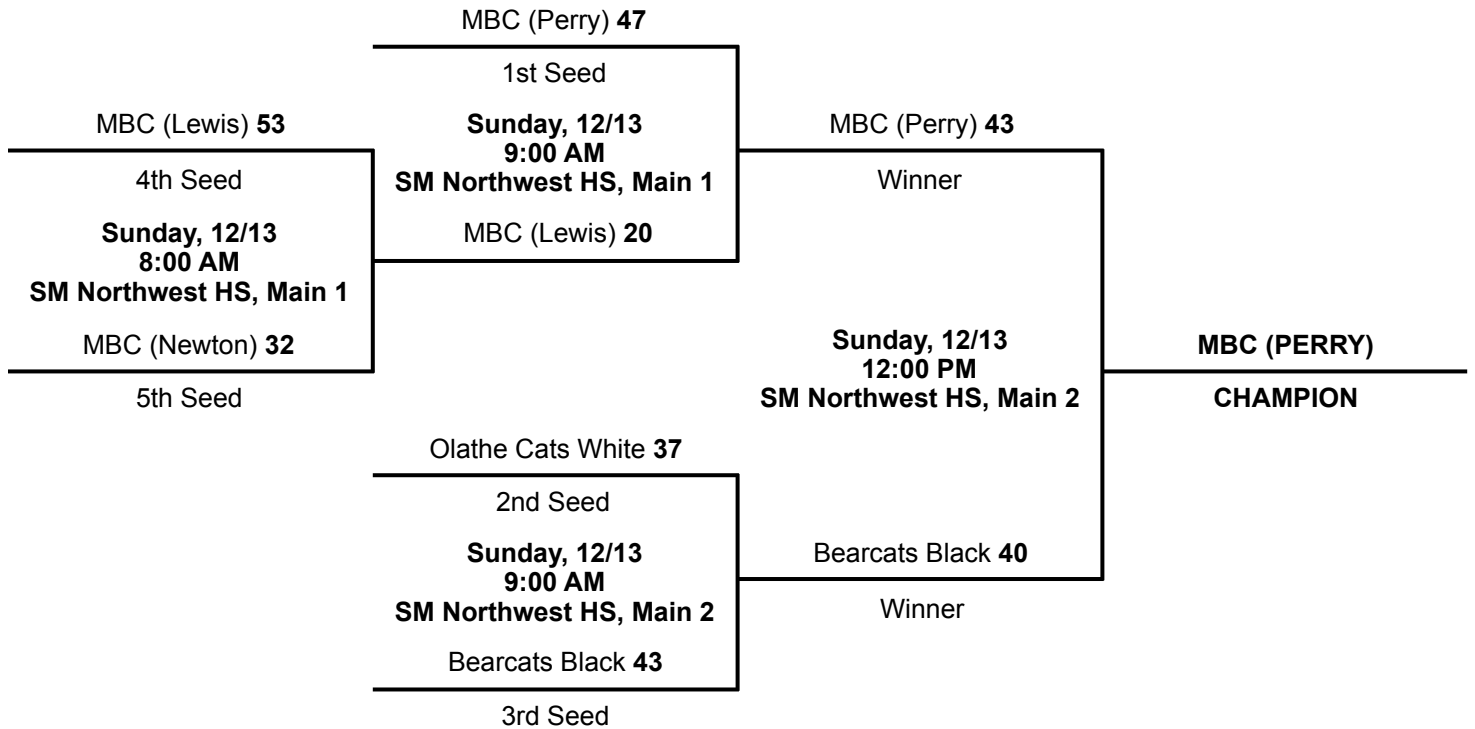 MBC (Perry) 47
1st Seed
MBC (Lewis) 53
Sunday, 12/13
9:00 AM
SM Northwest HS, Main 1
MBC (Perry) 43
4th Seed
Winner
Sunday, 12/13
8:00 AM
SM Northwest HS, Main 1
MBC (Lewis) 20
MBC (Newton) 32
5th Seed
Sunday, 12/13
12:00 PM
SM Northwest HS, Main 2
MBC (PERRY)
CHAMPION
Olathe Cats White 37
2nd Seed
Sunday, 12/13
9:00 AM
SM Northwest HS, Main 2
Bearcats Black 40
Winner
Bearcats Black 43
3rd Seed